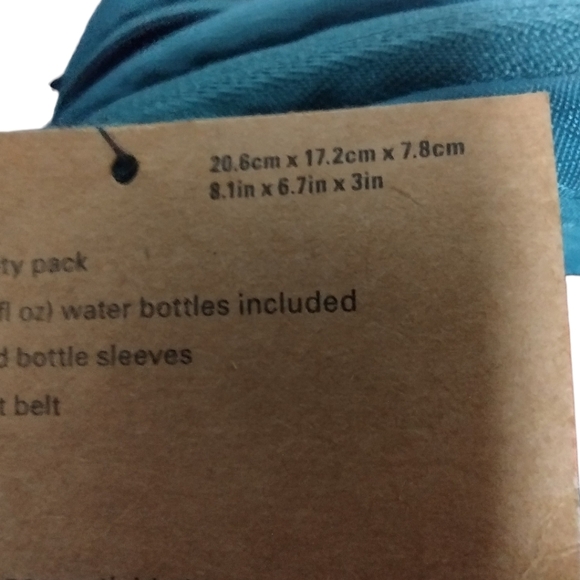 20.6cm x 17.2cm x 7.8cm
8.1in x 6.7in x 3in
ty pack
fl oz) water bottles included
d bottle sleeves
t belt